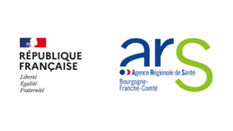 RÉPUBLIQUE
FRANÇAISE
Liberté
Égalité
Fraternité
ars
Agence Régionale de Santé
Bourgogne-
Franche-Comté